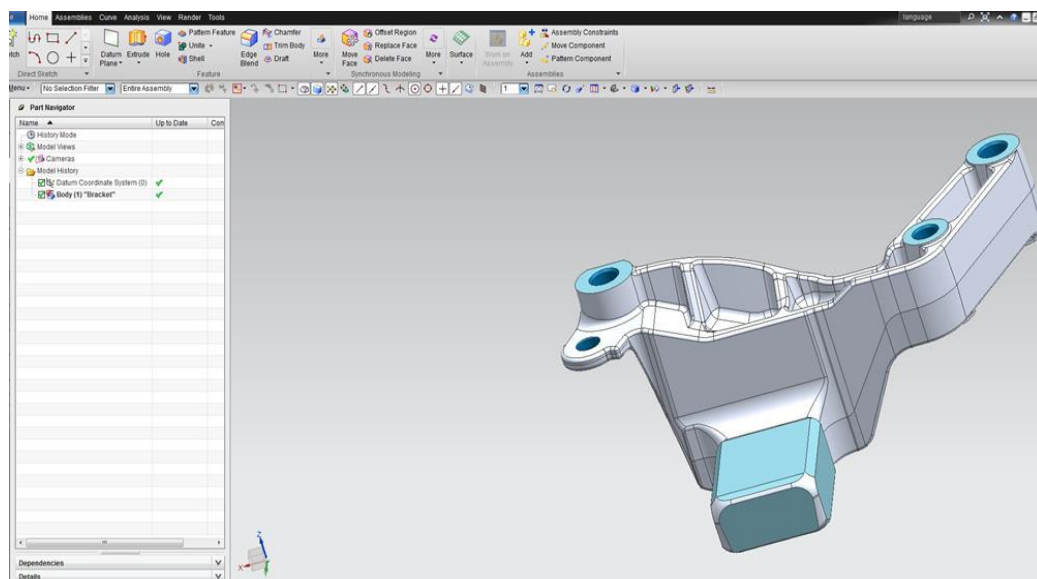 Home Assemblies Curve Analysis View Render Tools language
Datum Plane Extrude Hole Pattern Feature Unite Shell Edge Blend Chamfer Trim Body Draft More Move Face Offset Region Replace Face Delete Face More Surface Work on Assembly Add Assembly Constraints Move Component Pattern Component
Direct Sketch Feature Synchronous Modeling Assemblies
Menu No Selection Filter Entire Assembly 1
Part Navigator
Name Up to Date Con
History Mode
Model Views
Cameras
Model History
Datum Coordinate System (0)
Body (1) "Bracket"
Z
X
Dependencies
Details